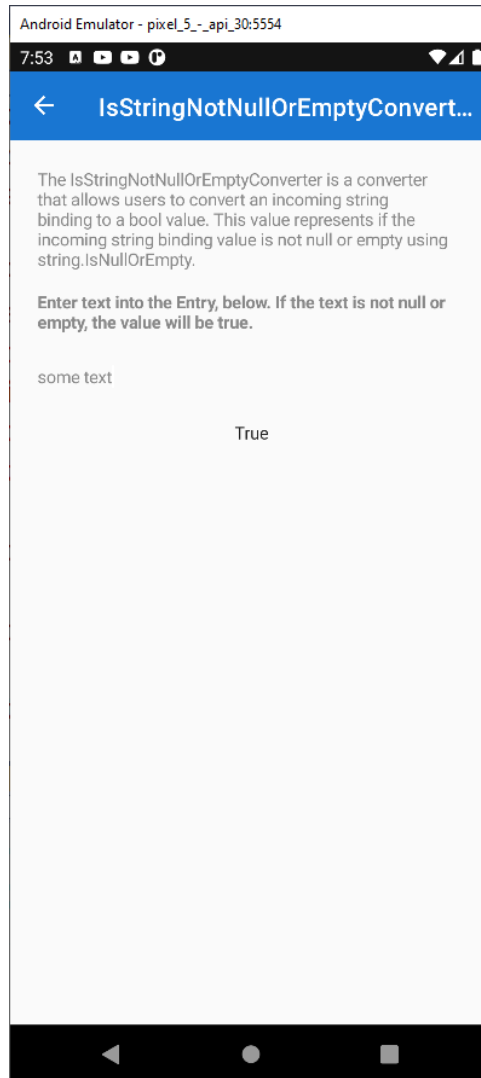 Android Emulator - pixel_5_-_api_30:5554
7:53
IsStringNotNullOrEmptyConvert...
The IsStringNotNullOrEmptyConverter is a converter
that allows users to convert an incoming string
binding to a bool value. This value represents if the
incoming string binding value is not null or empty using
string.IsNullOrEmpty.
Enter text into the Entry, below. If the text is not null or
empty, the value will be true.
some text
True